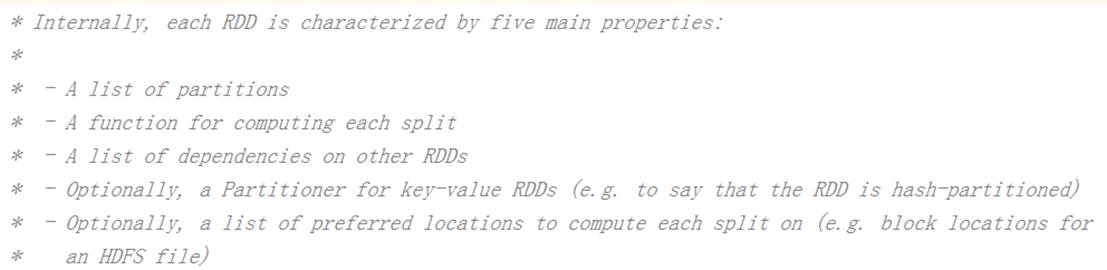 * Internally, each RDD is characterized by five main properties:
*
*  - A list of partitions
*  - A function for computing each split
*  - A list of dependencies on other RDDs
*  - Optionally, a Partitioner for key-value RDDs (e.g. to say that the RDD is hash-partitioned)
*  - Optionally, a list of preferred locations to compute each split on (e.g. block locations for
*    an HDFS file)